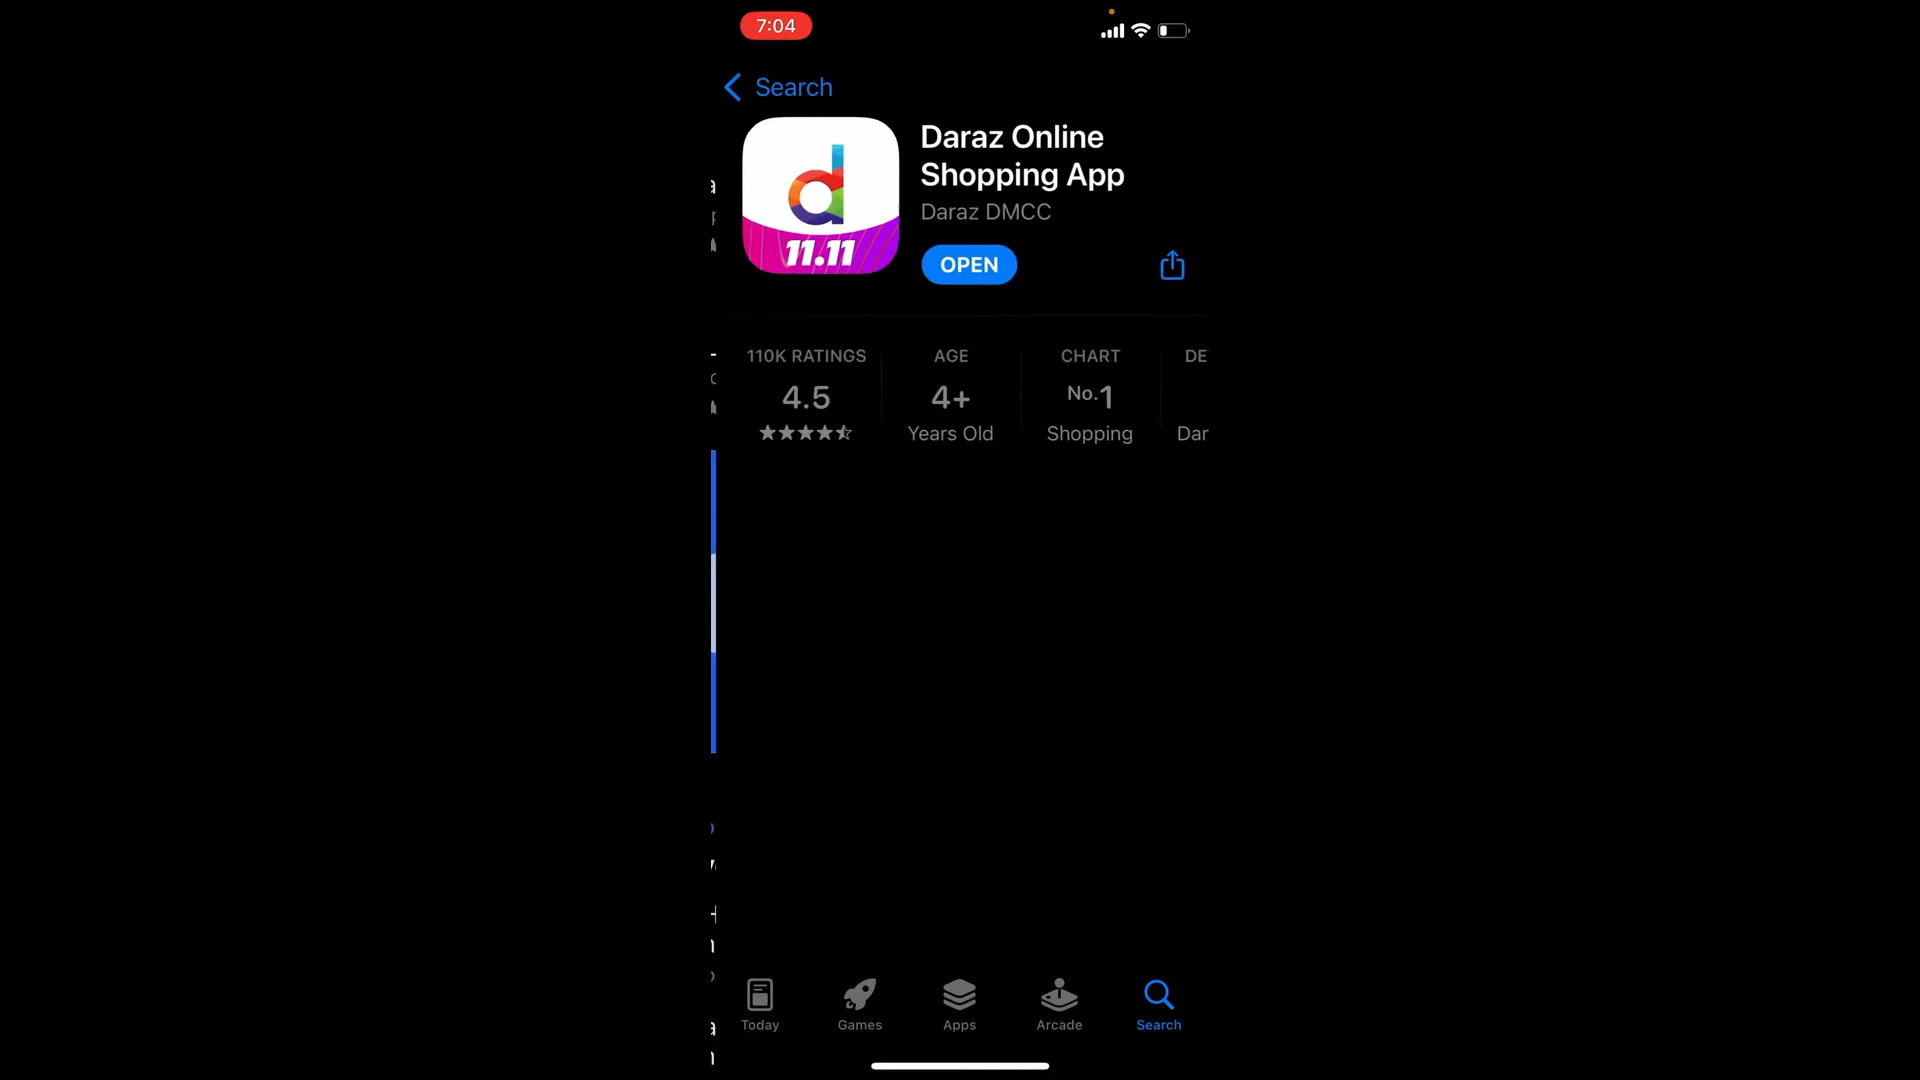 7:04
Search
Daraz Online
Shopping App
Daraz DMCC
11.11
OPEN
110K RATINGS
AGE
CHART
DE
4.5
4+
No.1
Years Old
Shopping
Dar
Today
Games
Apps
Arcade
Search